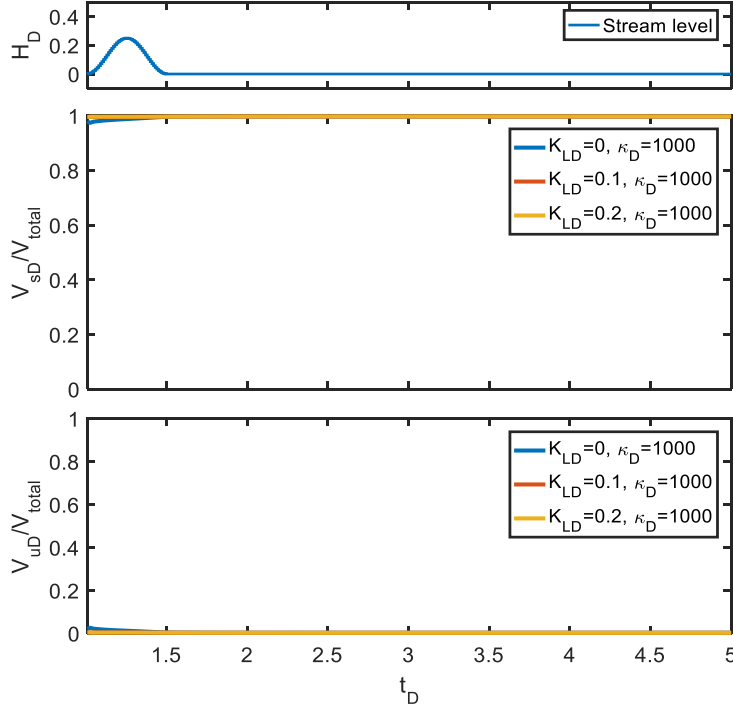 H_D
0.4
0.2
0
Stream level
V_sD/V_total
1
0.8
0.6
0.4
0.2
0
K_LD=0, κ_D=1000
K_LD=0.1, κ_D=1000
K_LD=0.2, κ_D=1000
V_uD/V_total
1
0.8
0.6
0.4
0.2
0
K_LD=0, κ_D=1000
K_LD=0.1, κ_D=1000
K_LD=0.2, κ_D=1000
1.5 2 2.5 3 3.5 4 4.5 5
t_D